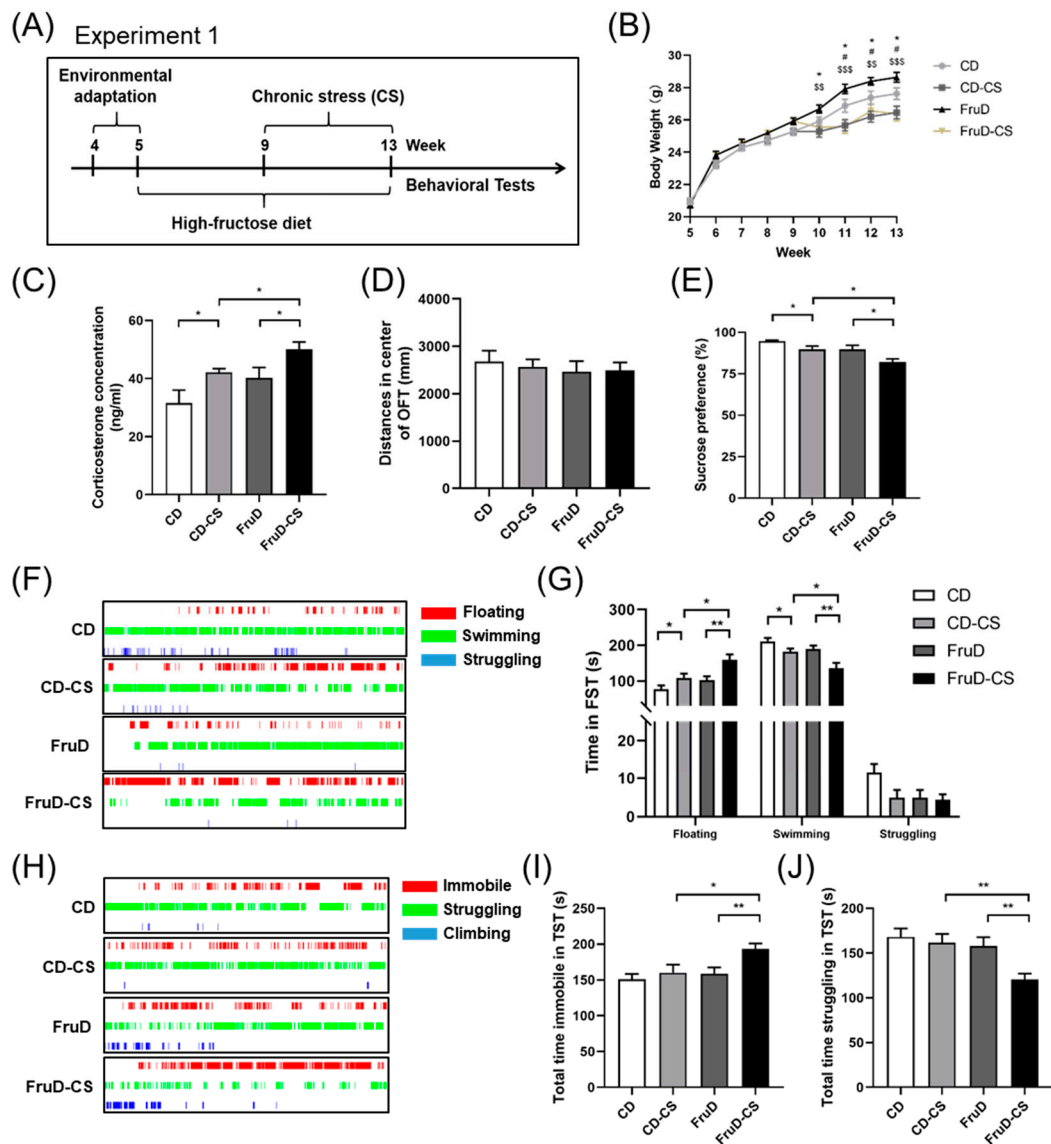 (A) Experiment 1
Environmental
adaptation
Chronic stress (CS)
4 5 9 13 Week
Behavioral Tests
High-fructose diet
(B)
Body Weight (g)
30
28
26
24
22
20
5 6 7 8 9 10 11 12 13
Week
*
$$
*
#
$$$
*
#
$$
*
#
$$$
CD
CD-CS
FruD
FruD-CS
(C)
Corticosterone concentration
(ng/ml)
60
40
20
0
* * *
CD CD-CS FruD FruD-CS
(D)
Distances in center
of OFT (mm)
4000
3000
2000
1000
0
CD CD-CS FruD FruD-CS
(E)
Sucrose preference (%)
100
75
50
25
0
* * *
CD CD-CS FruD FruD-CS
(F)
CD
CD-CS
FruD
FruD-CS
Floating
Swimming
Struggling
(G)
Time in FST (s)
300
200
100
20
10
0
* * **
* * **
Floating Swimming Struggling
CD
CD-CS
FruD
FruD-CS
(H)
CD
CD-CS
FruD
FruD-CS
Immobile
Struggling
Climbing
(I)
Total time immobile in TST (s)
250
200
150
100
50
0
*
**
CD CD-CS FruD FruD-CS
(J)
Total time struggling in TST (s)
200
150
100
50
0
**
**
CD CD-CS FruD FruD-CS